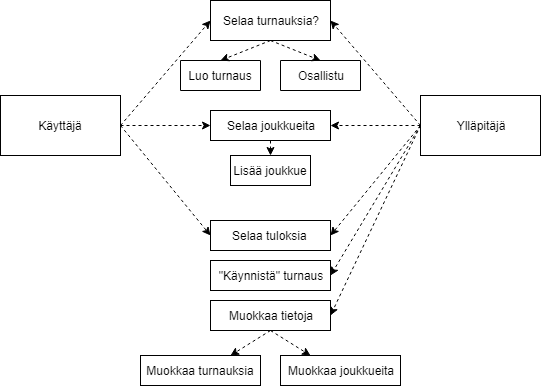 Selaa turnauksia?
Luo turnaus
Osallistu
Käyttäjä
Selaa joukkueita
Ylläpitäjä
Lisää joukkue
Selaa tuloksia
"Käynnistä" turnaus
Muokkaa tietoja
Muokkaa turnauksia
Muokkaa joukkueita